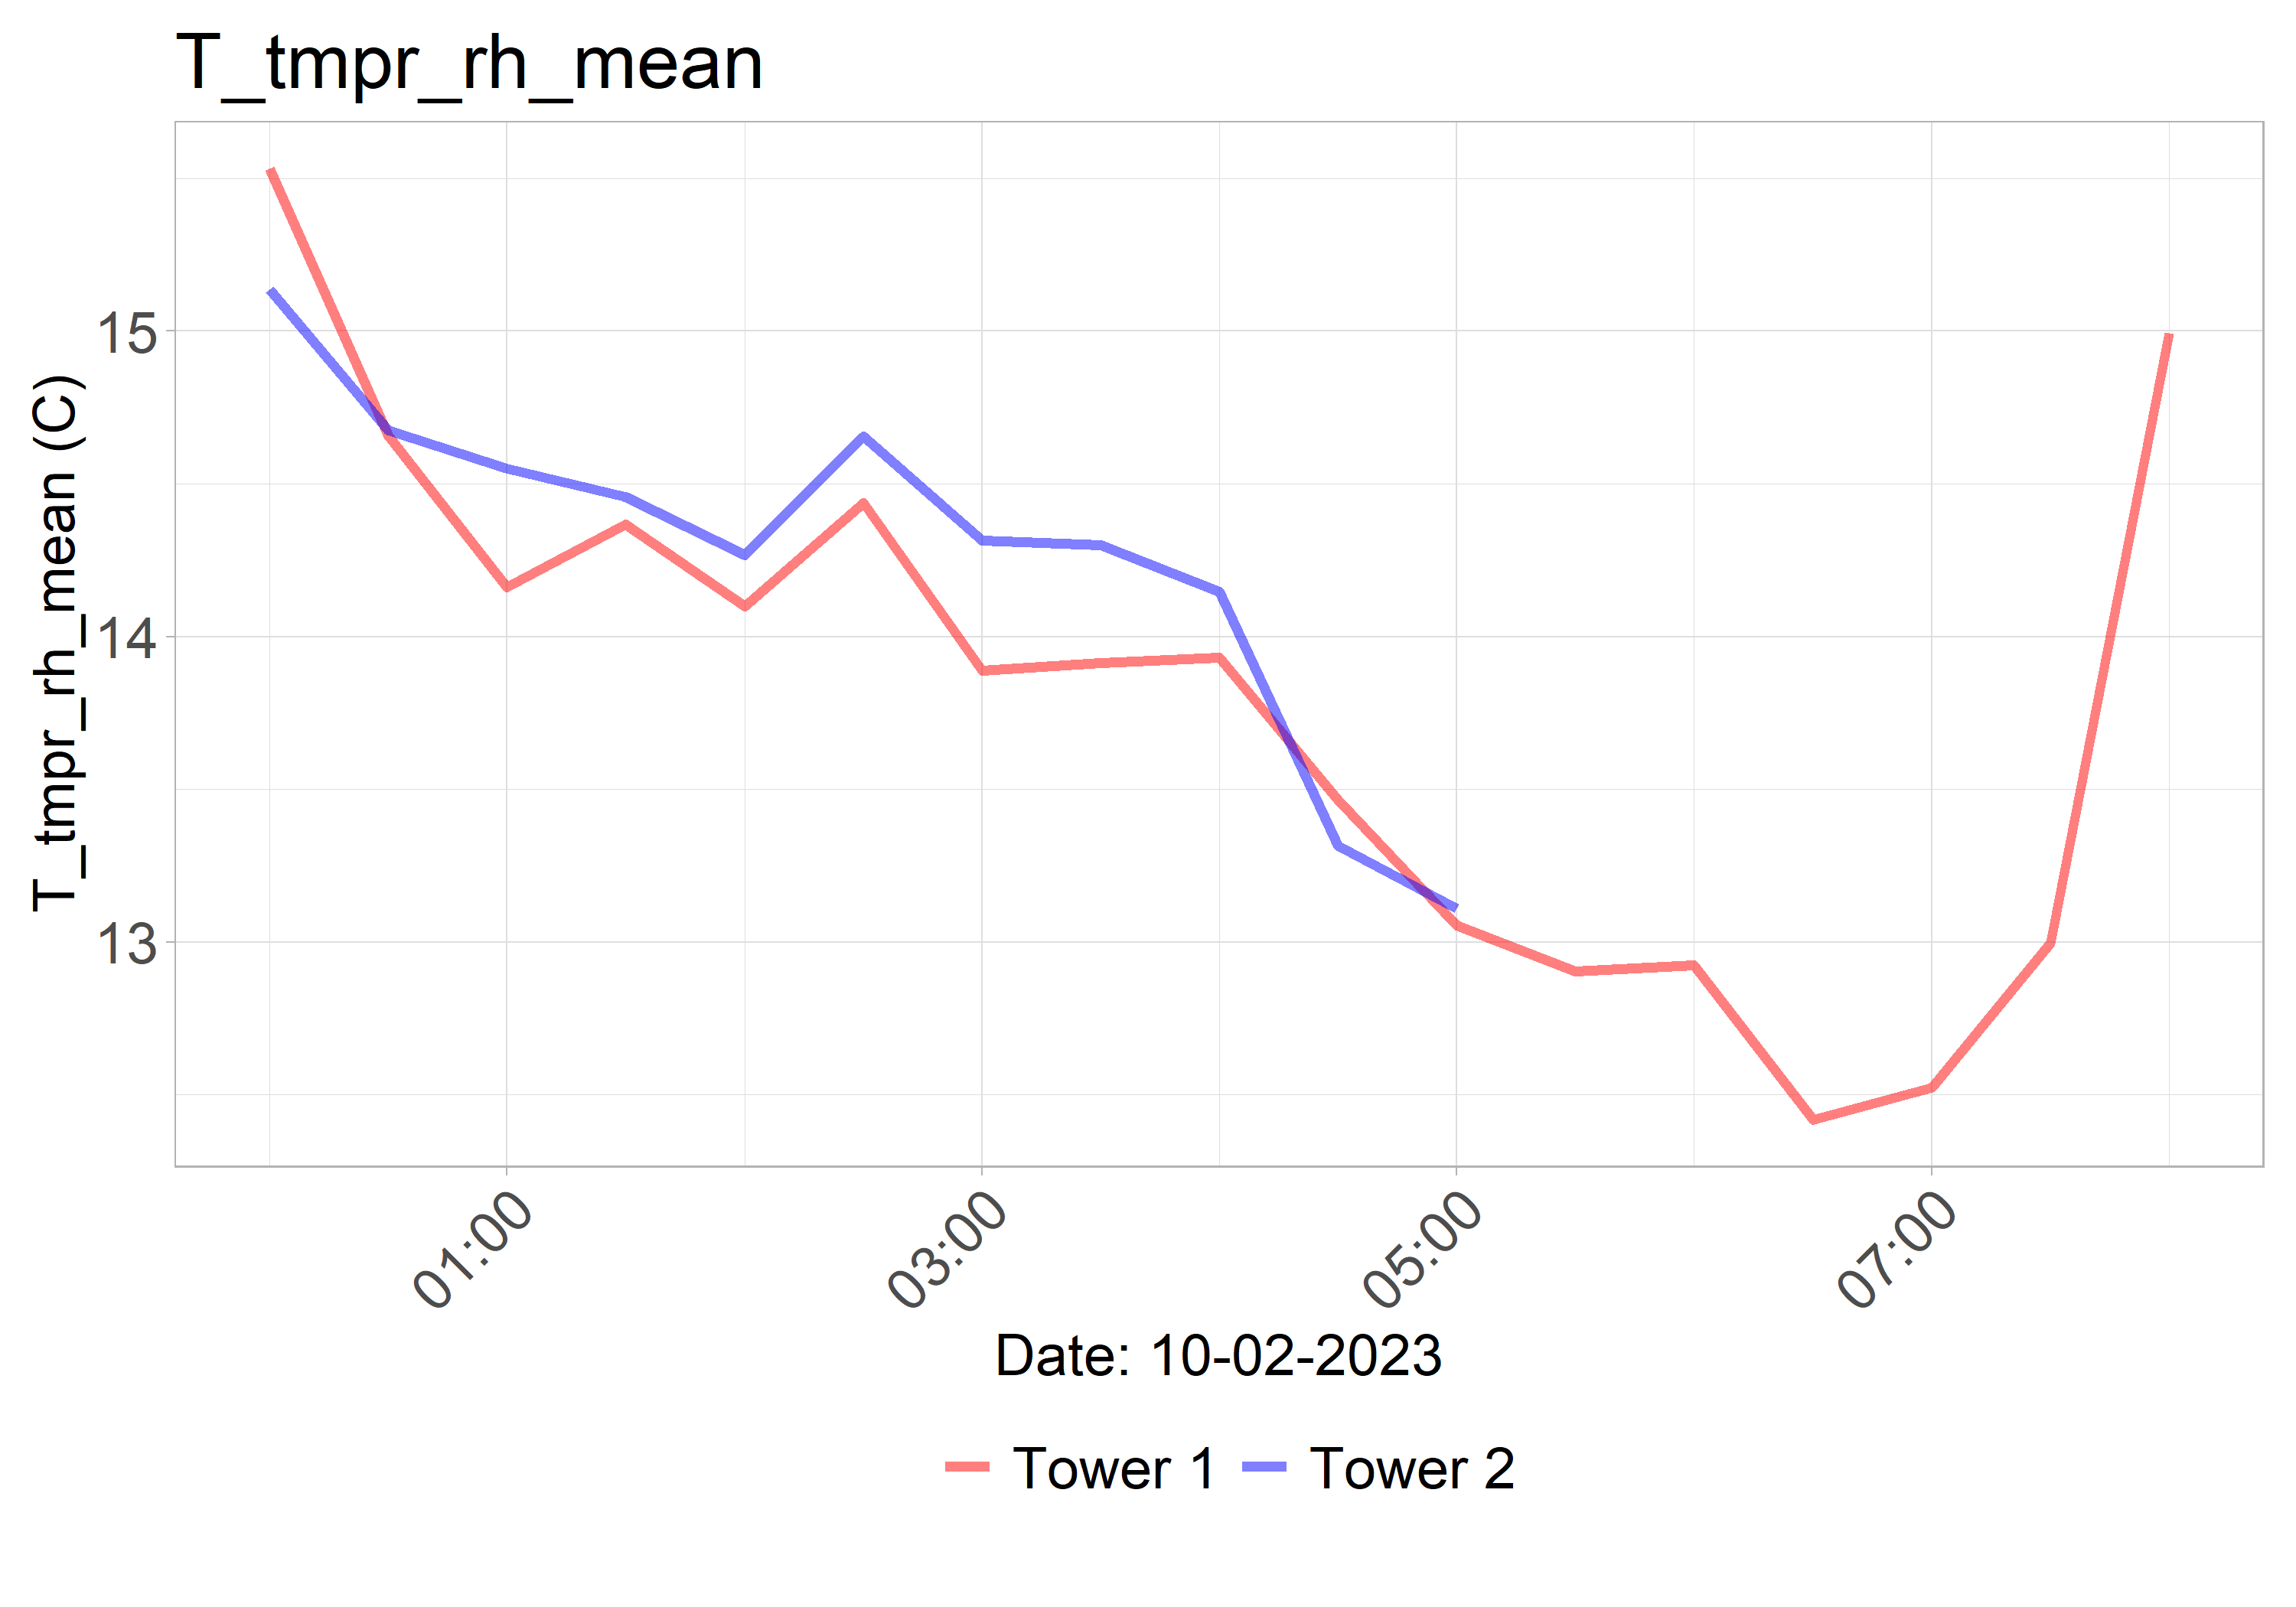 T_tmpr_rh_mean
T_tmpr_rh_mean (C)
15
14
13
01:00
03:00
05:00
07:00
Date: 10-02-2023
Tower 1
Tower 2